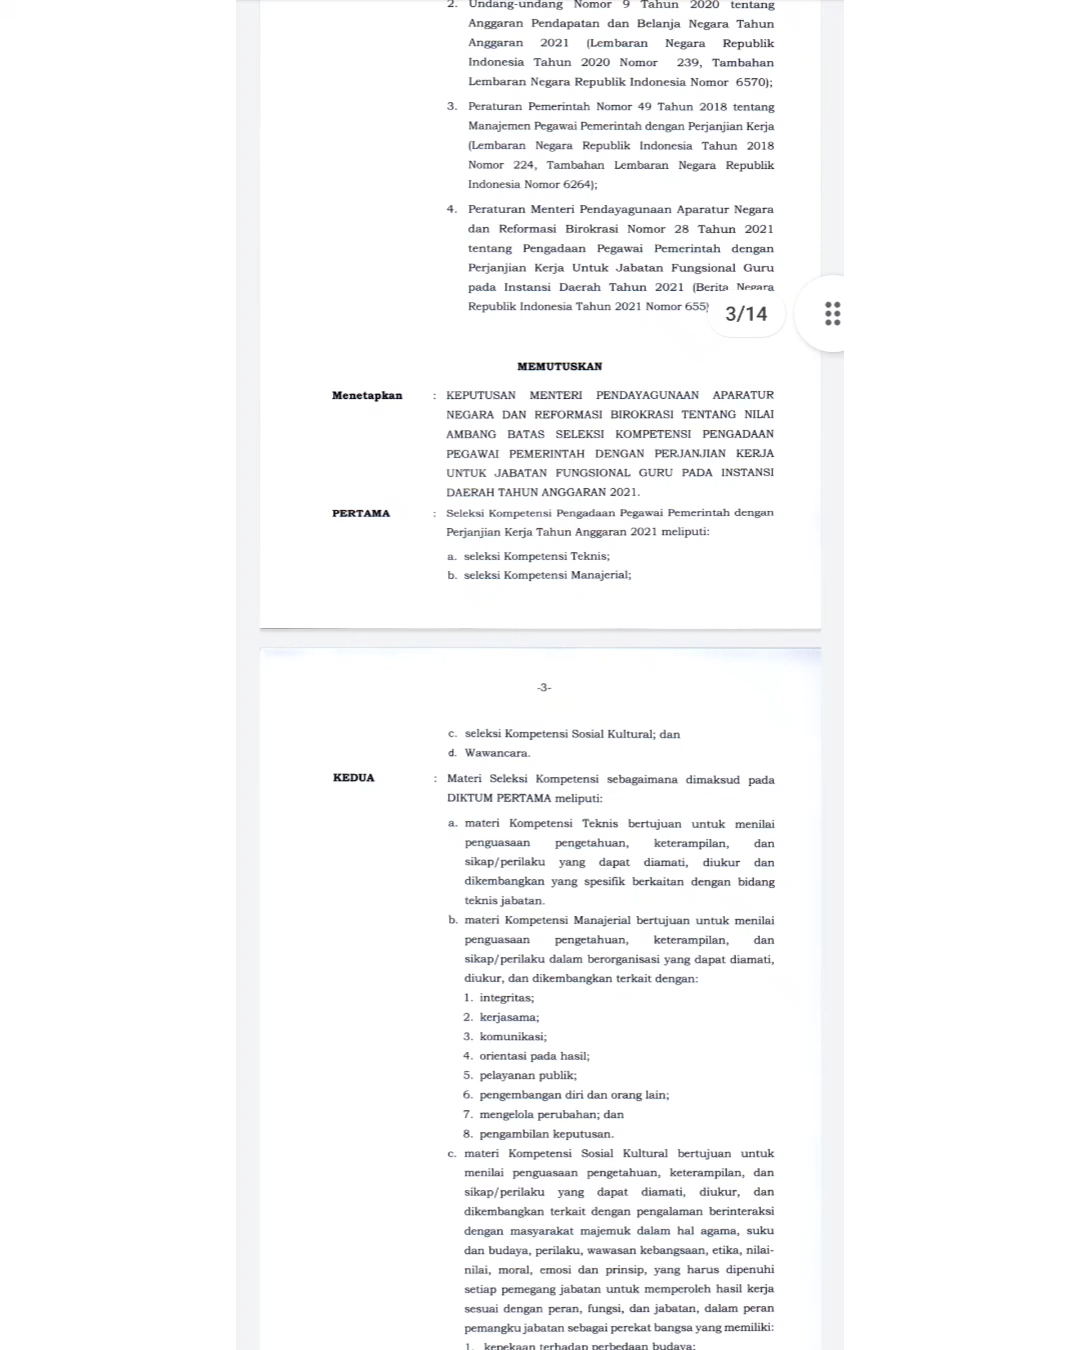 2. Undang-undang Nomor 9 Tahun 2020 tentang
Anggaran Pendapatan dan Belanja Negara Tahun
Anggaran 2021 (Lembaran Negara Republik
Indonesia Tahun 2020 Nomor 239, Tambahan
Lembaran Negara Republik Indonesia Nomor 6570);
3. Peraturan Pemerintah Nomor 49 Tahun 2018 tentang
Manajemen Pegawai Pemerintah dengan Perjanjian Kerja
(Lembaran Negara Republik Indonesia Tahun 2018
Nomor 224, Tambahan Lembaran Negara Republik
Indonesia Nomor 6264);
4. Peraturan Menteri Pendayagunaan Aparatur Negara
dan Reformasi Birokrasi Nomor 28 Tahun 2021
tentang Pengadaan Pegawai Pemerintah dengan
Perjanjian Kerja Untuk Jabatan Fungsional Guru
pada Instansi Daerah Tahun 2021 (Berita Negara
Republik Indonesia Tahun 2021 Nomor 655)
3/14
MEMUTUSKAN
Menetapkan : KEPUTUSAN MENTERI PENDAYAGUNAAN APARATUR
NEGARA DAN REFORMASI BIROKRASI TENTANG NILAI
AMBANG BATAS SELEKSI KOMPETENSI PENGADAAN
PEGAWAI PEMERINTAH DENGAN PERJANJIAN KERJA
UNTUK JABATAN FUNGSIONAL GURU PADA INSTANSI
DAERAH TAHUN ANGGARAN 2021.
PERTAMA : Seleksi Kompetensi Pengadaan Pegawai Pemerintah dengan
Perjanjian Kerja Tahun Anggaran 2021 meliputi:
a. seleksi Kompetensi Teknis;
b. seleksi Kompetensi Manajerial;
-3-
c. seleksi Kompetensi Sosial Kultural; dan
d. Wawancara.
KEDUA : Materi Seleksi Kompetensi sebagaimana dimaksud pada
DIKTUM PERTAMA meliputi:
a. materi Kompetensi Teknis bertujuan untuk menilai
penguasaan pengetahuan, keterampilan, dan
sikap/perilaku yang dapat diamati, diukur dan
dikembangkan yang spesifik berkaitan dengan bidang
teknis jabatan.
b. materi Kompetensi Manajerial bertujuan untuk menilai
penguasaan pengetahuan, keterampilan, dan
sikap/perilaku dalam berorganisasi yang dapat diamati,
diukur, dan dikembangkan terkait dengan:
1. integritas;
2. kerjasama;
3. komunikasi;
4. orientasi pada hasil;
5. pelayanan publik;
6. pengembangan diri dan orang lain;
7. mengelola perubahan; dan
8. pengambilan keputusan.
c. materi Kompetensi Sosial Kultural bertujuan untuk
menilai penguasaan pengetahuan, keterampilan, dan
sikap/perilaku yang dapat diamati, diukur, dan
dikembangkan terkait dengan pengalaman berinteraksi
dengan masyarakat majemuk dalam hal agama, suku
dan budaya, perilaku, wawasan kebangsaan, etika, nilai-
nilai, moral, emosi dan prinsip, yang harus dipenuhi
setiap pemegang jabatan untuk memperoleh hasil kerja
sesuai dengan peran, fungsi, dan jabatan, dalam peran
pemangku jabatan sebagai perekat bangsa yang memiliki:
1. kepekaan terhadap perbedaan budaya;